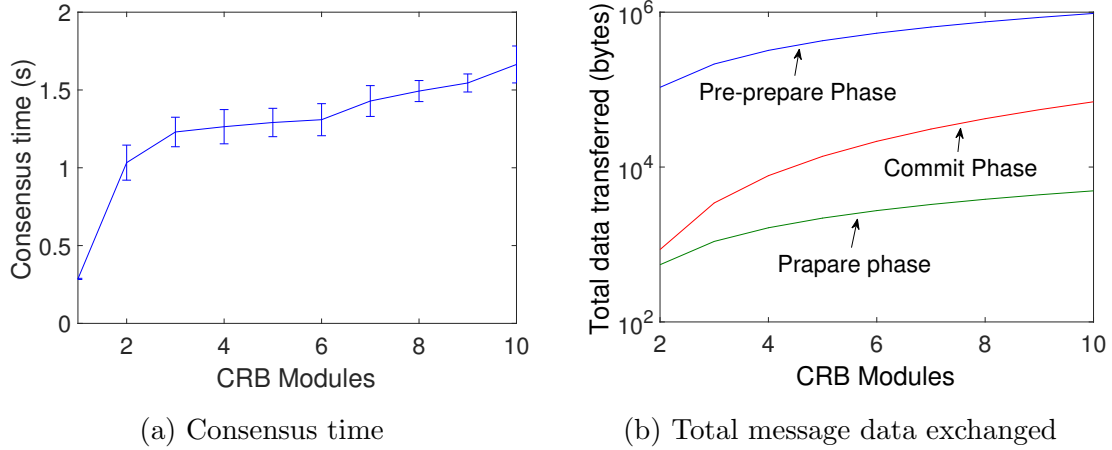 2
1.5
1
0.5
0
Consensus time (s)
2 4 6 8 10
CRB Modules
(a) Consensus time
10^6
10^4
10^2
Total data transferred (bytes)
Pre-prepare Phase
Commit Phase
Prapare phase
2 4 6 8 10
CRB Modules
(b) Total message data exchanged